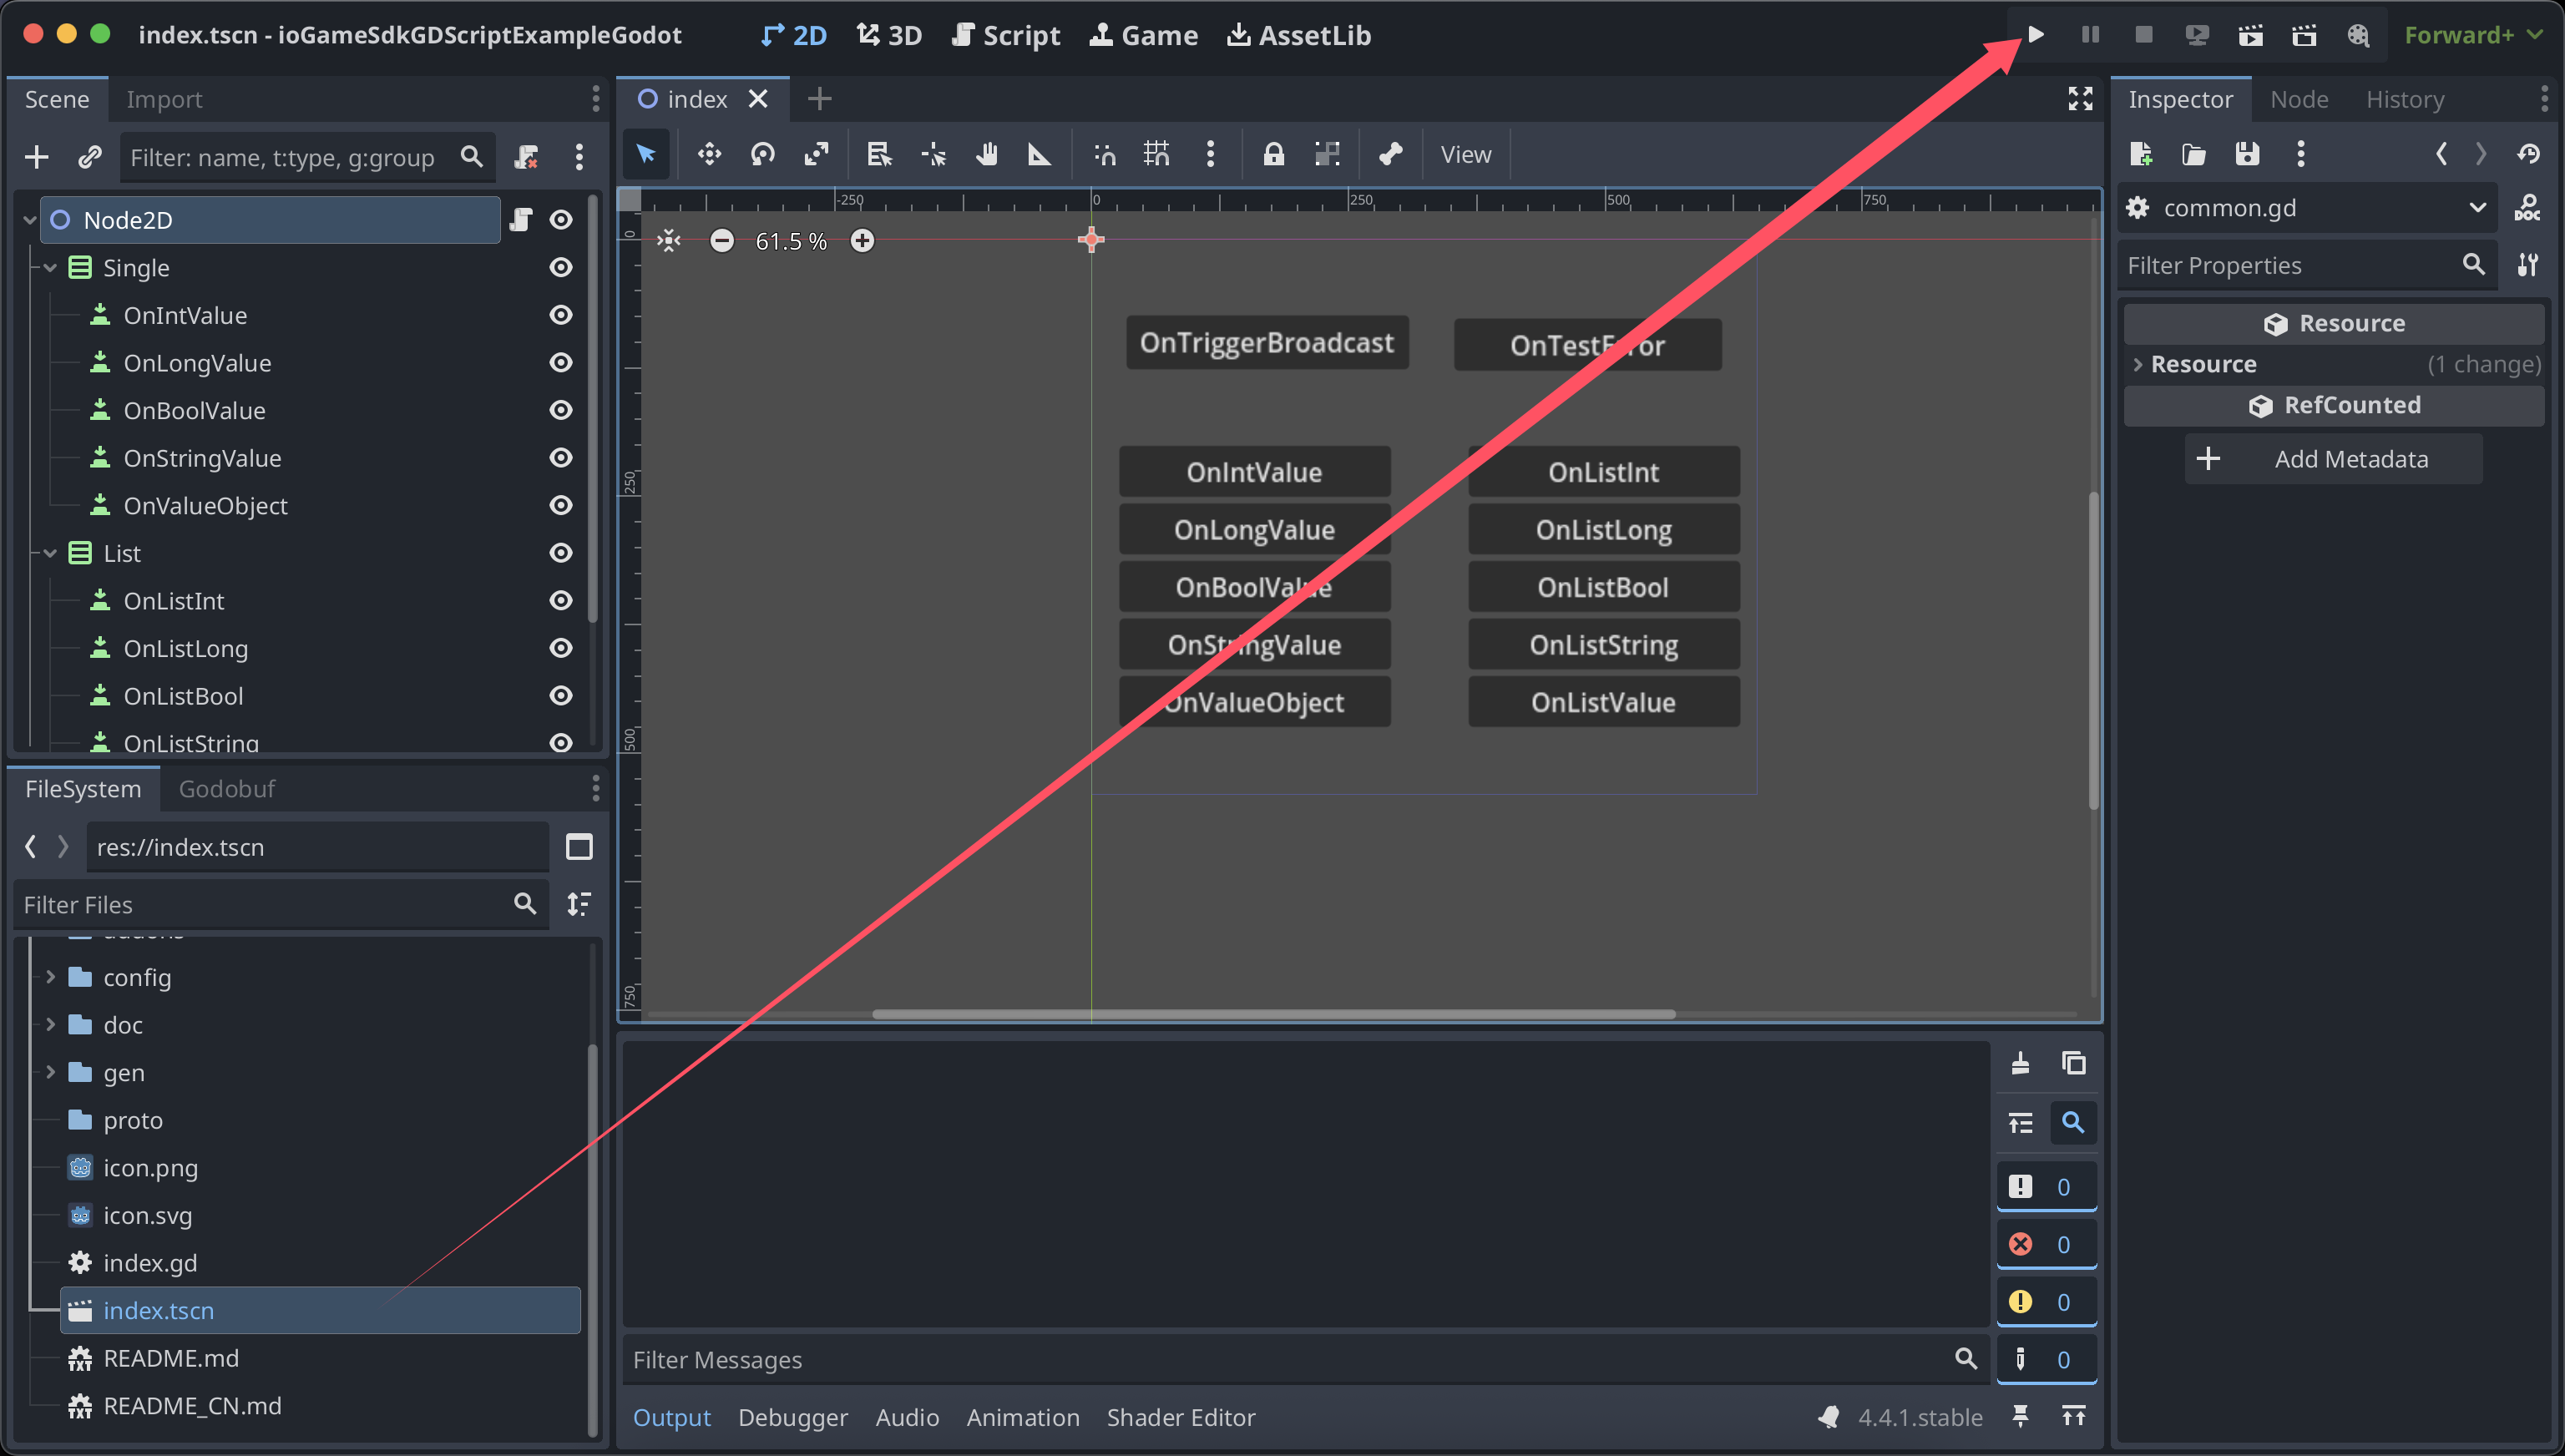 index.tscn - ioGameSdkGDScriptExampleGodot
2D
3D
Script
Game
AssetLib
Forward+
Scene
Import
Filter: name, t:type, g:group
Node2D
Single
OnIntValue
OnLongValue
OnBoolValue
OnStringValue
OnValueObject
List
OnListInt
OnListLong
OnListBool
OnListString
FileSystem
Godobuf
res://index.tscn
Filter Files
config
doc
gen
proto
icon.png
icon.svg
index.gd
index.tscn
README.md
README_CN.md
index
View
-250
0
250
500
750
0
250
500
750
61.5 %
OnTriggerBroadcast
OnTestError
OnIntValue
OnListInt
OnLongValue
OnListLong
OnBoolValue
OnListBool
OnStringValue
OnListString
OnValueObject
OnListValue
0
0
0
0
Filter Messages
Output
Debugger
Audio
Animation
Shader Editor
4.4.1.stable
Inspector
Node
History
common.gd
DOC
Filter Properties
Resource
Resource (1 change)
RefCounted
Add Metadata